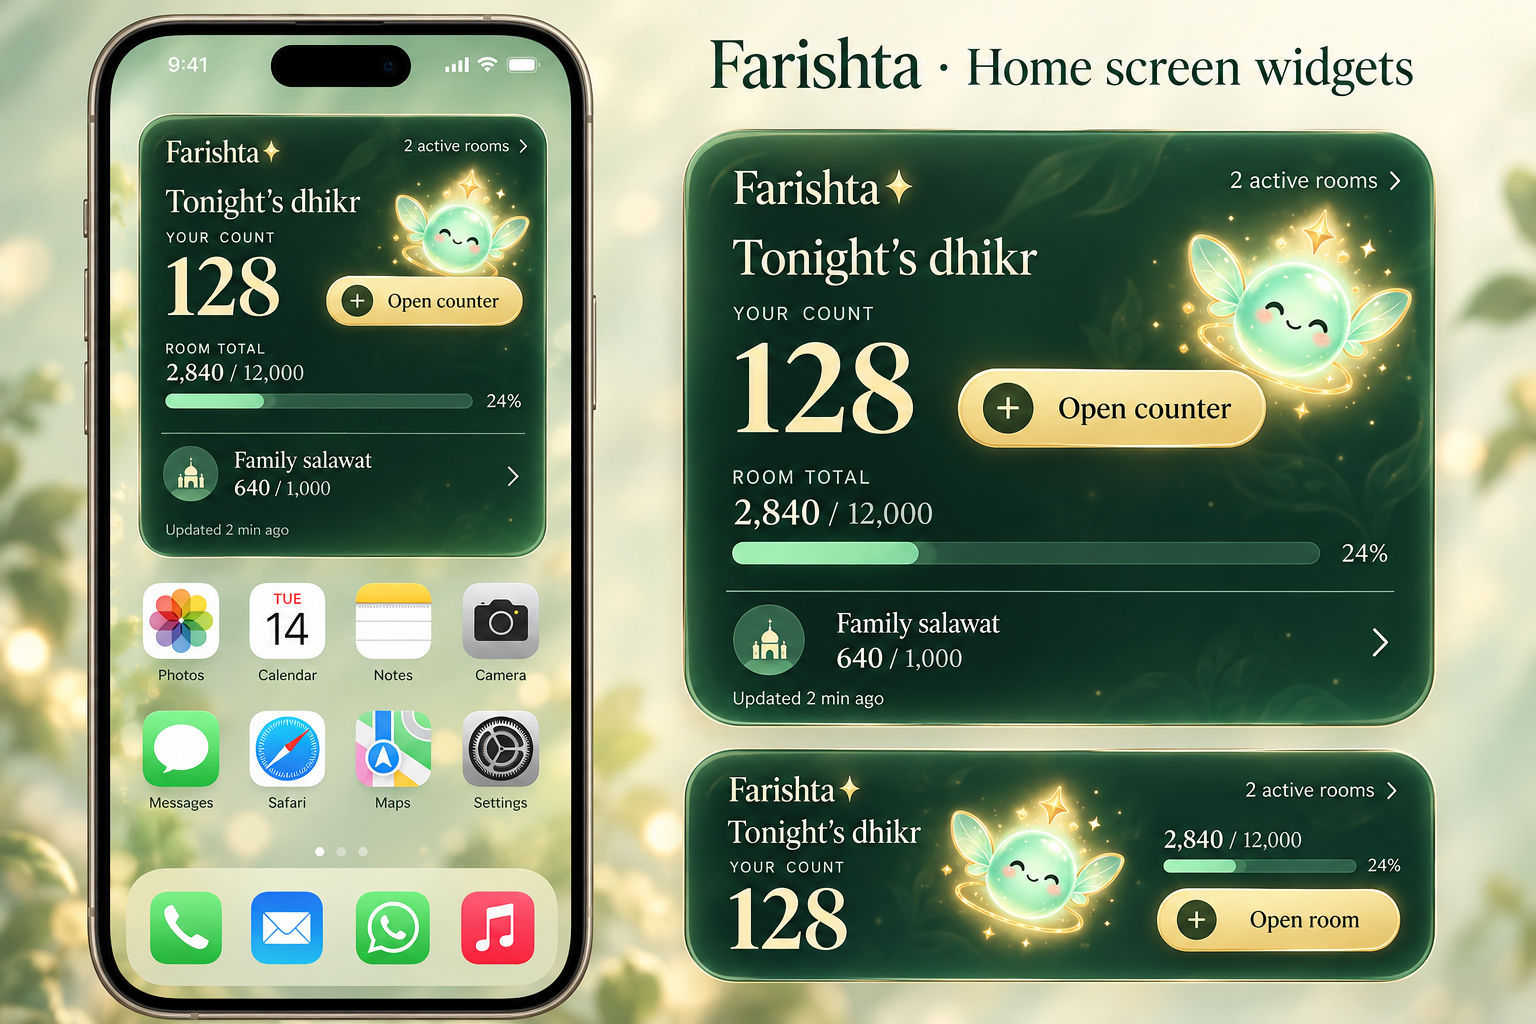 9:41
Farishta
2 active rooms
Tonight's dhikr
YOUR COUNT
128
Open counter
ROOM TOTAL
2,840 / 12,000
24%
Family salawat
640 / 1,000
Updated 2 min ago
TUE
14
Photos
Calendar
Notes
Camera
Messages
Safari
Maps
Settings
Farishta · Home screen widgets
Farishta
2 active rooms
Tonight's dhikr
YOUR COUNT
128
Open counter
ROOM TOTAL
2,840 / 12,000
24%
Family salawat
640 / 1,000
Updated 2 min ago
Farishta
2 active rooms
Tonight's dhikr
YOUR COUNT
128
2,840 / 12,000
24%
Open room